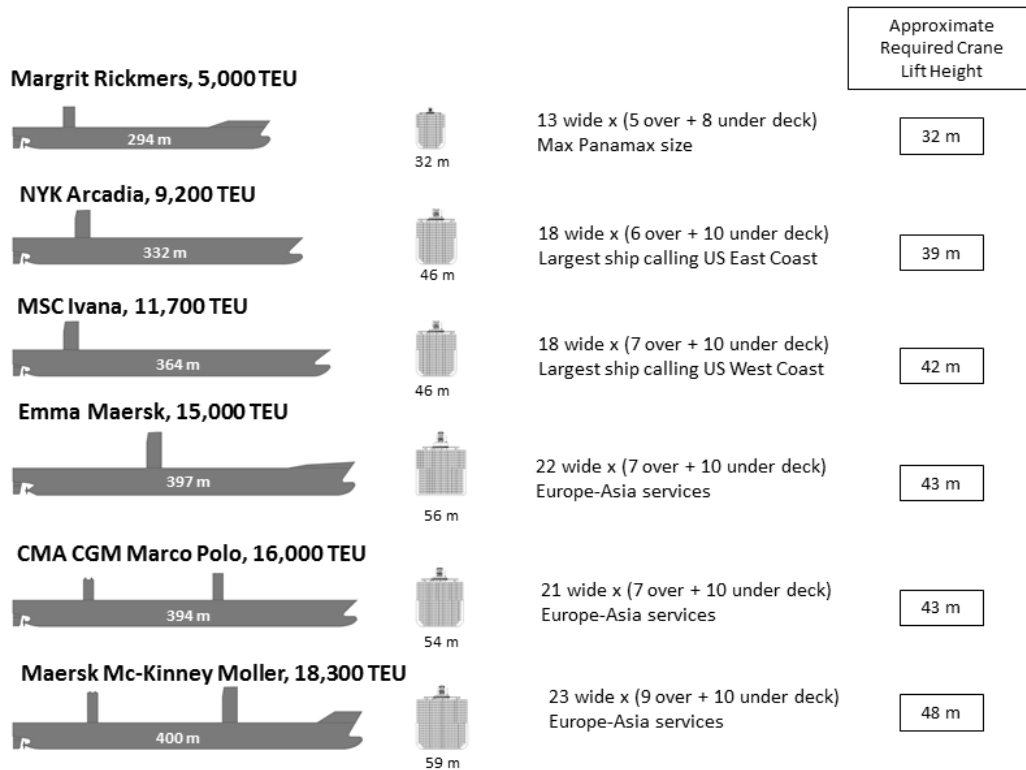 Approximate
Required Crane
Lift Height
Margrit Rickmers, 5,000 TEU
294 m
32 m
13 wide x (5 over + 8 under deck)
Max Panamax size
32 m
NYK Arcadia, 9,200 TEU
332 m
46 m
18 wide x (6 over + 10 under deck)
Largest ship calling US East Coast
39 m
MSC Ivana, 11,700 TEU
364 m
46 m
18 wide x (7 over + 10 under deck)
Largest ship calling US West Coast
42 m
Emma Maersk, 15,000 TEU
397 m
56 m
22 wide x (7 over + 10 under deck)
Europe-Asia services
43 m
CMA CGM Marco Polo, 16,000 TEU
394 m
54 m
21 wide x (7 over + 10 under deck)
Europe-Asia services
43 m
Maersk Mc-Kinney Moller, 18,300 TEU
400 m
59 m
23 wide x (9 over + 10 under deck)
Europe-Asia services
48 m